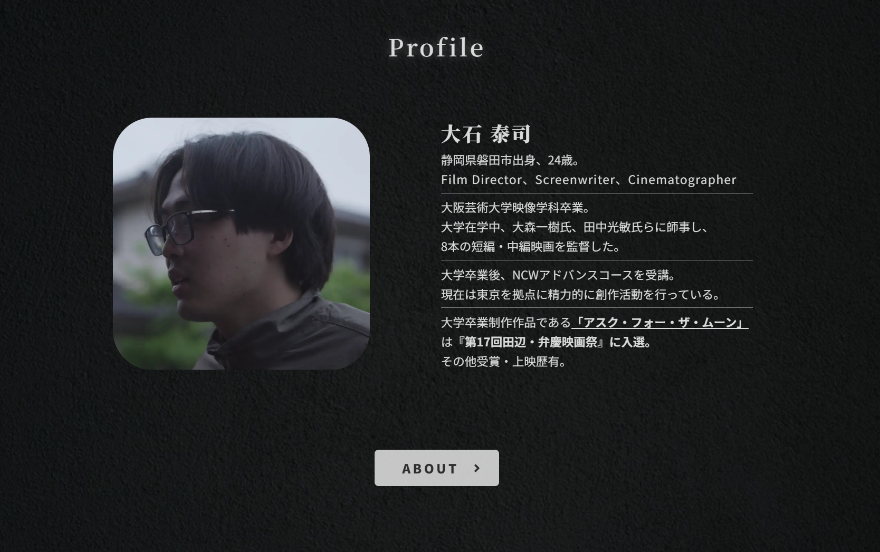 Profile
大石 泰司
静岡県磐田市出身、24歳。
Film Director、Screenwriter、Cinematographer
大阪芸術大学映像学科卒業。
大学在学中、大森一樹氏、田中光敏氏らに師事し、
8本の短編・中編映画を監督した。
大学卒業後、NCWアドバンスコースを受講。
現在は東京を拠点に精力的に創作活動を行っている。
大学卒業制作作品である「アスク・フォー・ザ・ムーン」
は『第17回田辺・弁慶映画祭』に入選。
その他受賞・上映歴有。
ABOUT